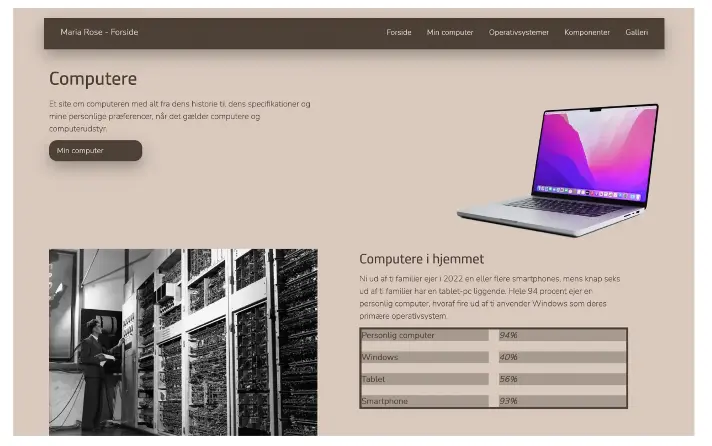 Maria Rose - Forside
Forside Min computer Operativsystemer Komponenter Galleri
Computere
Et site om computeren med alt fra dens historie til dens specifikationer og
mine personlige præferencer, når det gælder computere og
computerudstyr.
Min computer
Computere i hjemmet
Ni ud af ti familier ejer i 2022 en eller flere smartphones, mens knap seks
ud af ti familier har en tablet-pc liggende. Hele 94 procent ejer en
personlig computer, hvoraf fire ud af ti anvender Windows som deres
primære operativsystem.
Personlig computer 94%
Windows 40%
Tablet 56%
Smartphone 93%